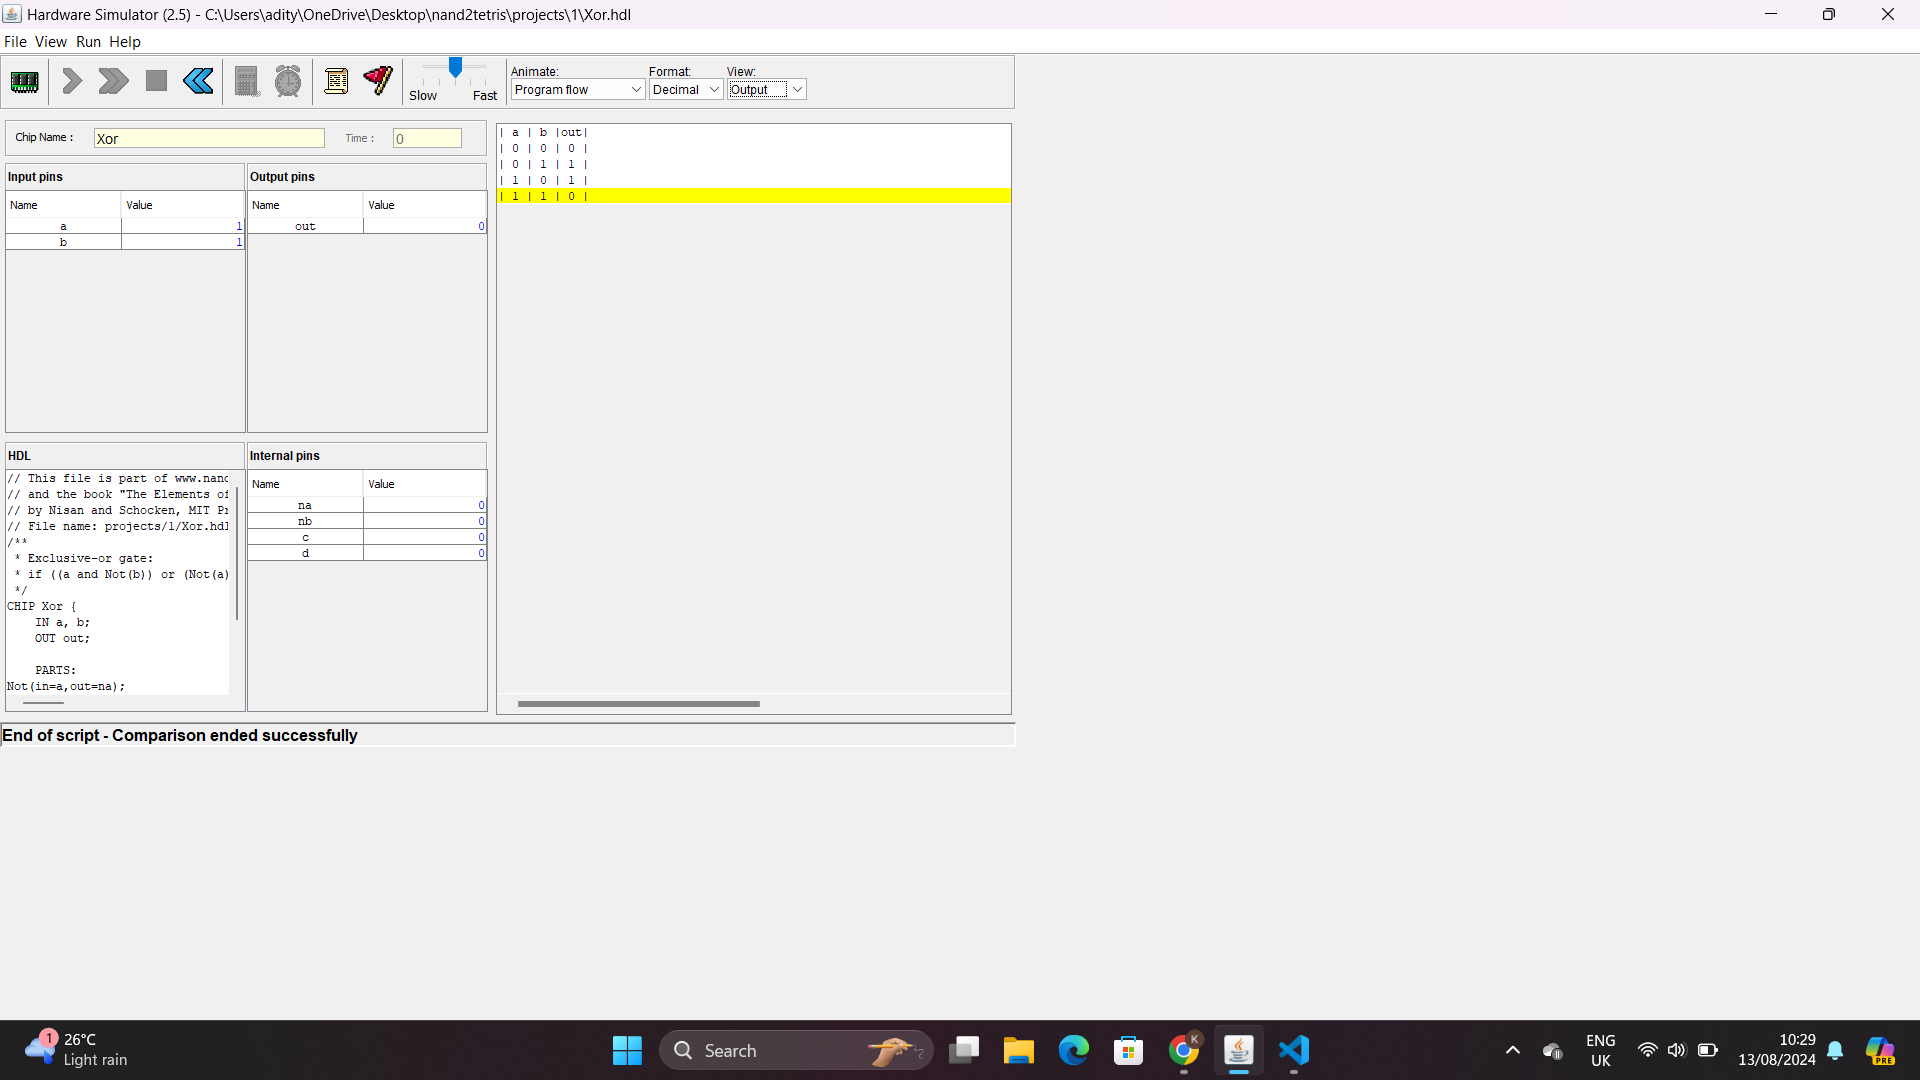 Hardware Simulator (2.5) - C:\Users\adity\OneDrive\Desktop\nand2tetris\projects\1\Xor.hdl
File View Run Help
Slow Fast
Animate: Format: View:
Program flow Decimal Output
Chip Name : Xor Time : 0
Input pins
Name Value
a 1
b 1
Output pins
Name Value
out 0
HDL
// This file is part of www.nand
// and the book "The Elements of
// by Nisan and Schocken, MIT Pr
// File name: projects/1/Xor.hdl
/**
 * Exclusive-or gate:
 * if ((a and Not(b)) or (Not(a)
 */
CHIP Xor {
    IN a, b;
    OUT out;
    PARTS:
Not(in=a,out=na);
Internal pins
Name Value
na 0
nb 0
c 0
d 0
| a | b |out|
| 0 | 0 | 0 |
| 0 | 1 | 1 |
| 1 | 0 | 1 |
| 1 | 1 | 0 |
End of script - Comparison ended successfully
1
26°C
Light rain
Search
K
ENG
UK
10:29
13/08/2024
PRE